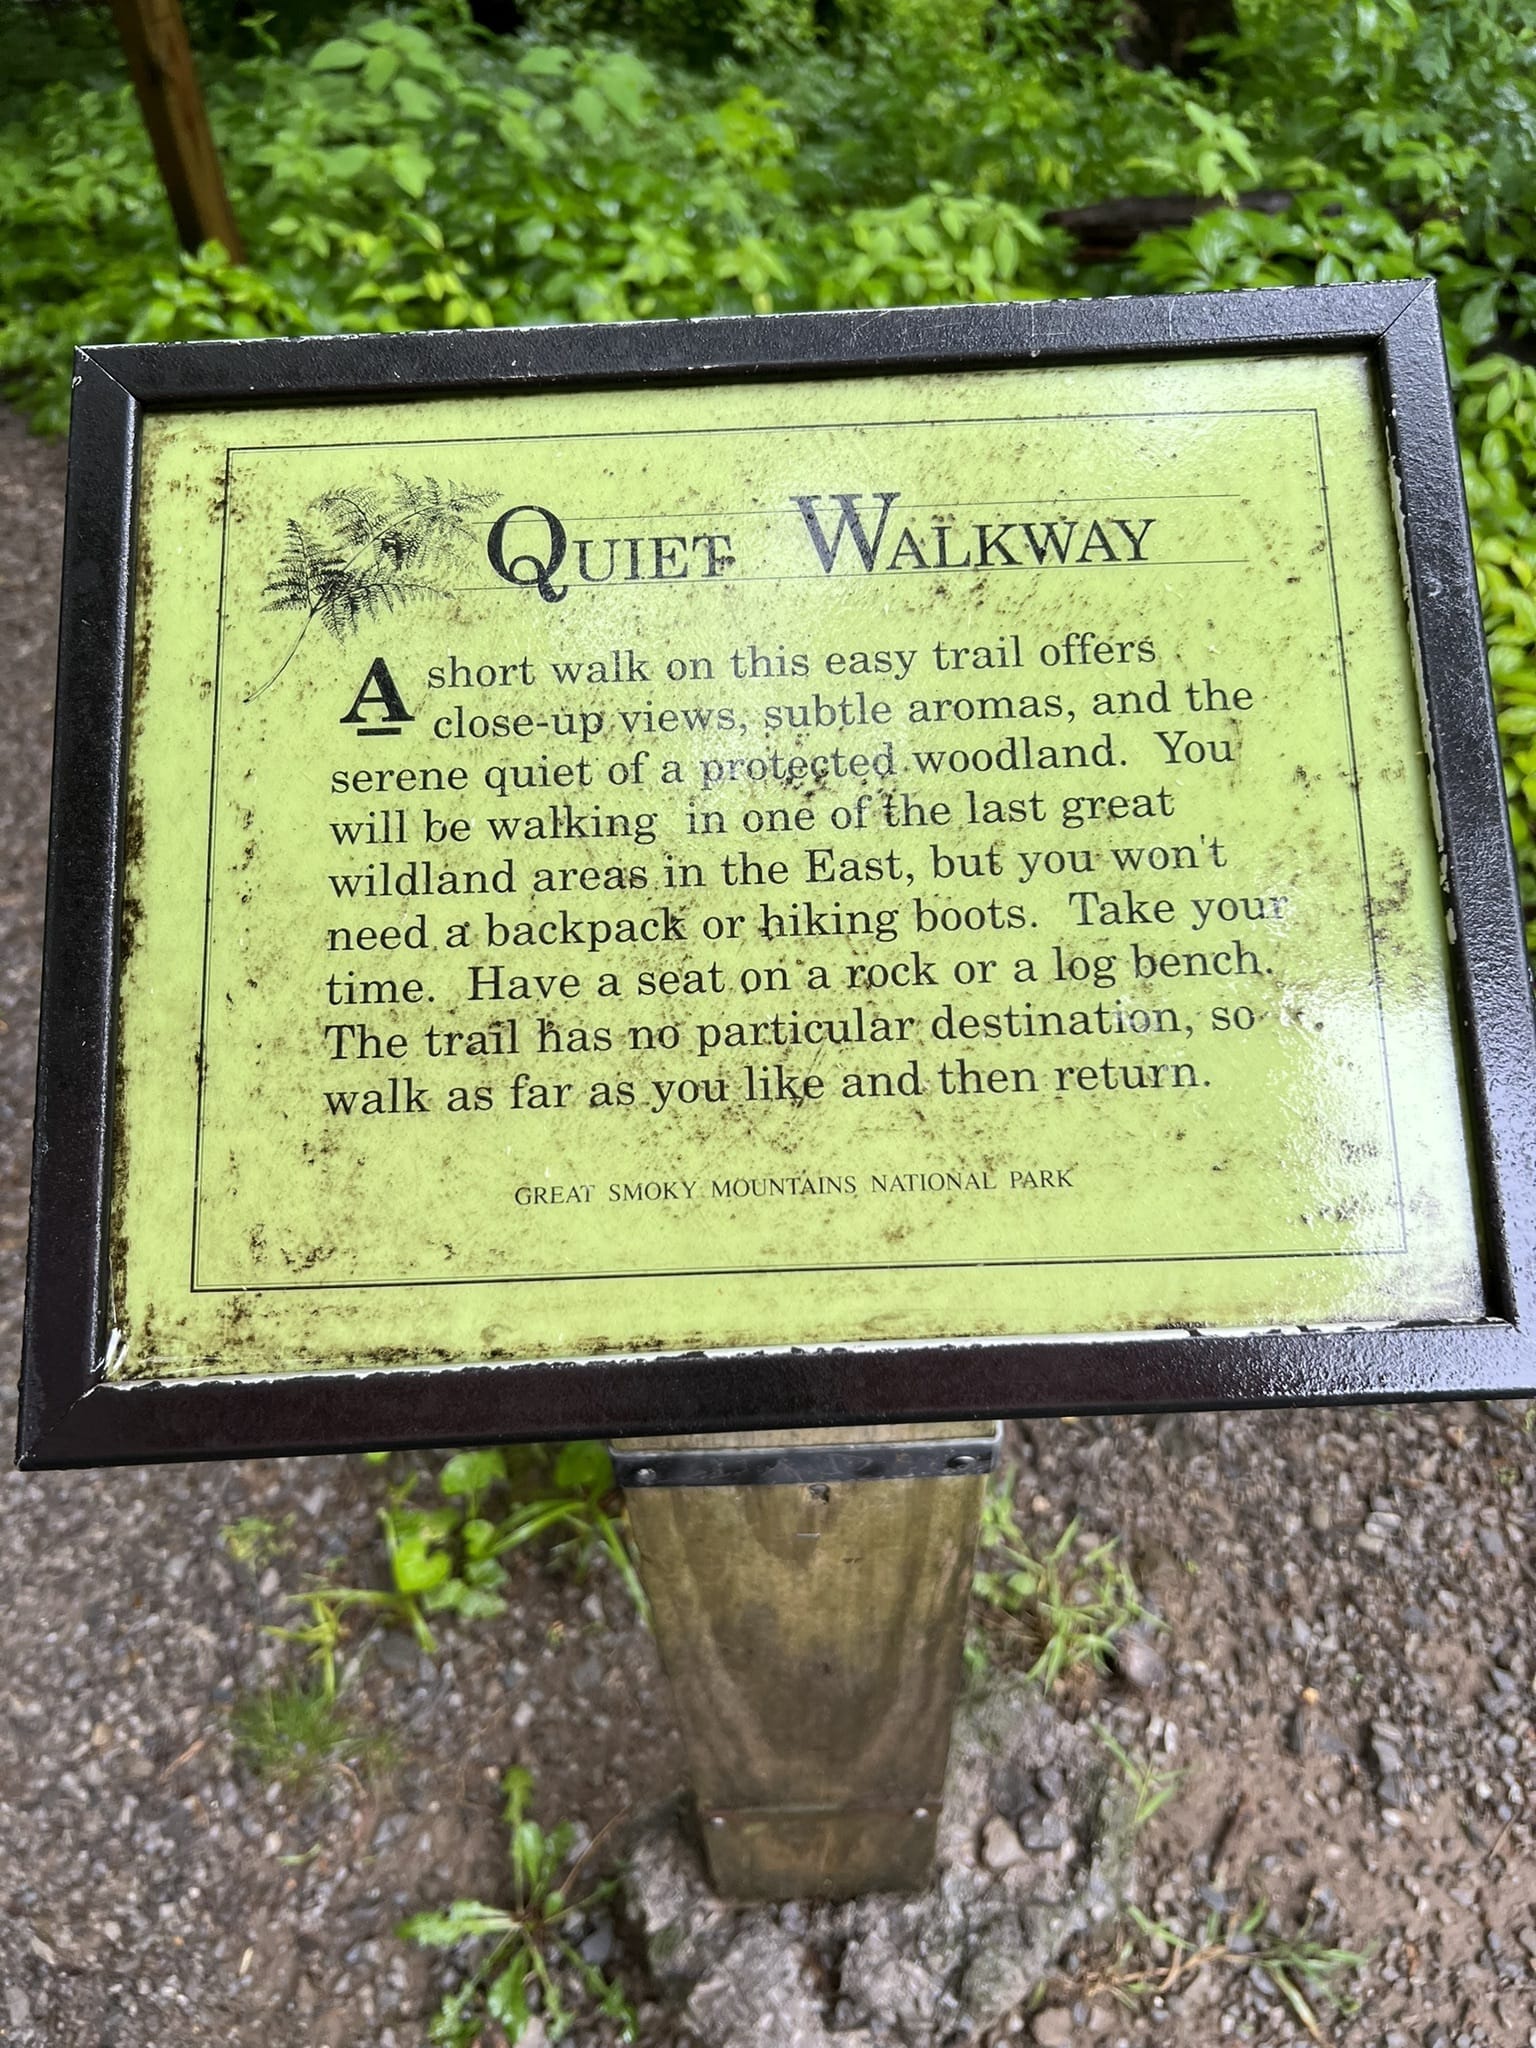 QUIET WALKWAY
A short walk on this easy trail offers
close-up views, subtle aromas, and the
serene quiet of a protected woodland. You
will be walking in one of the last great
wildland areas in the East, but you won't
need a backpack or hiking boots. Take your
time. Have a seat on a rock or a log bench.
The trail has no particular destination, so
walk as far as you like and then return.
GREAT SMOKY MOUNTAINS NATIONAL PARK